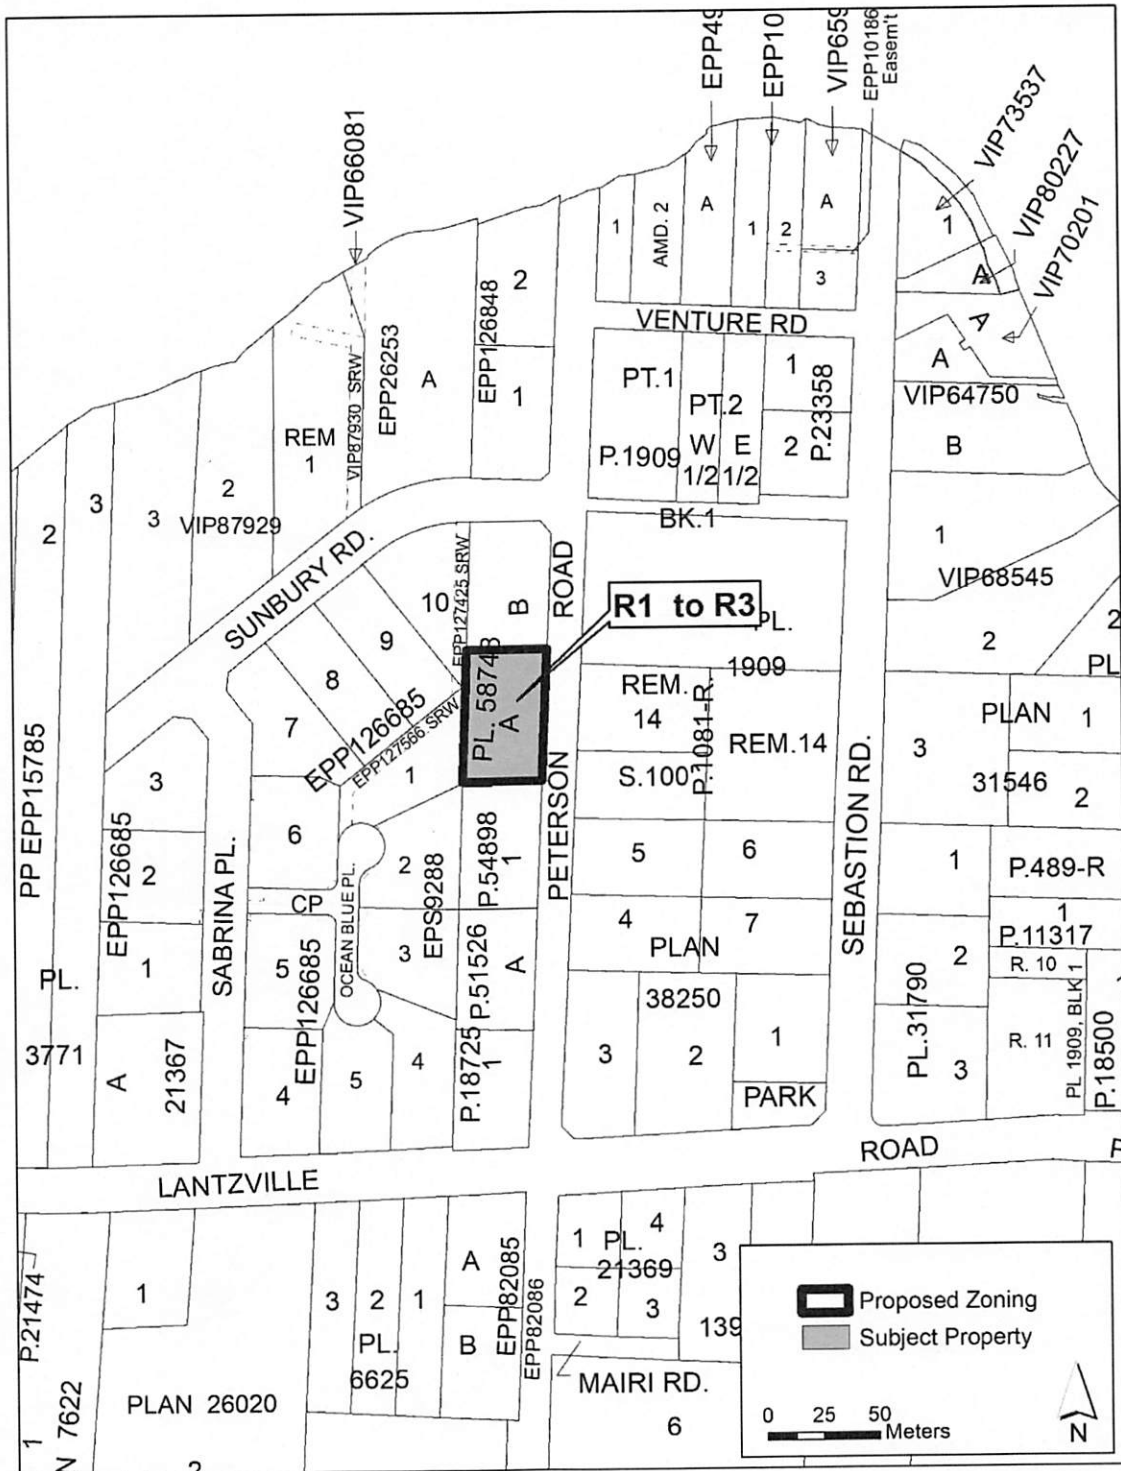 EPP49
EPP10
VIP659
EPP10186
Easem't
VIP66081
VIP73537
VIP80227
VIP70201
1
AMD. 2
A
1
2
A
3
1
A
A
A
VIP64750
B
VENTURE RD
2
EPP126848
1
A
EPP26253
VIP87930 SRW
REM
1
2
VIP87929
3
3
2
PT.1
P.1909
PT.2
W
1/2
E
1/2
1
2
P.23358
BK.1
1
VIP68545
2
2
PL
SUNBURY RD.
ROAD
R1 to R3
PL.
1909
10
EPP127425 SRW
B
9
8
7
EPP126685
EPP127566 SRW
1
PL. 58743
A
REM.
14
P.1081-R.
REM.14
S.100
PETERSON
SEBASTION RD.
3
PLAN
31546
1
2
PP EPP15785
3
2
1
EPP126685
SABRINA PL.
6
CP
OCEAN BLUE PL.
2
EPS9288
3
P.54898
1
P.51526
A
5
EPP126685
4
5
4
P.18725
1
5
6
4
7
PLAN
38250
3
2
1
PARK
1
P.489-R
1
P.11317
2
R. 10
PL.31790
3
R. 11
PL 1909, BLK 1
1
P.18500
PL.
3771
A
21367
LANTZVILLE
ROAD
R
P.21474
1
N 7622
1
PLAN 26020
2
3
2
1
PL.
6625
A
B
EPP82085
EPP82086
1
4
PL.
21369
2
3
3
139
MAIRI RD.
6
Proposed Zoning
Subject Property
0 25 50
Meters
N